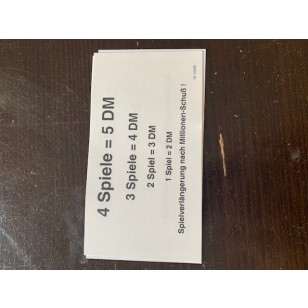 4 Spiele = 5 DM
3 Spiele = 4 DM
2 Spiel = 3 DM
1 Spiel = 2 DM
Spielverlängerung nach Millionen-Schuß !